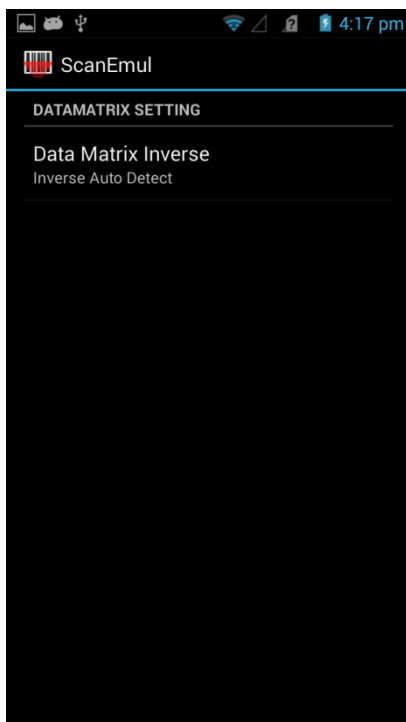 4:17 pm
ScanEmul
DATAMATRIX SETTING
Data Matrix Inverse
Inverse Auto Detect